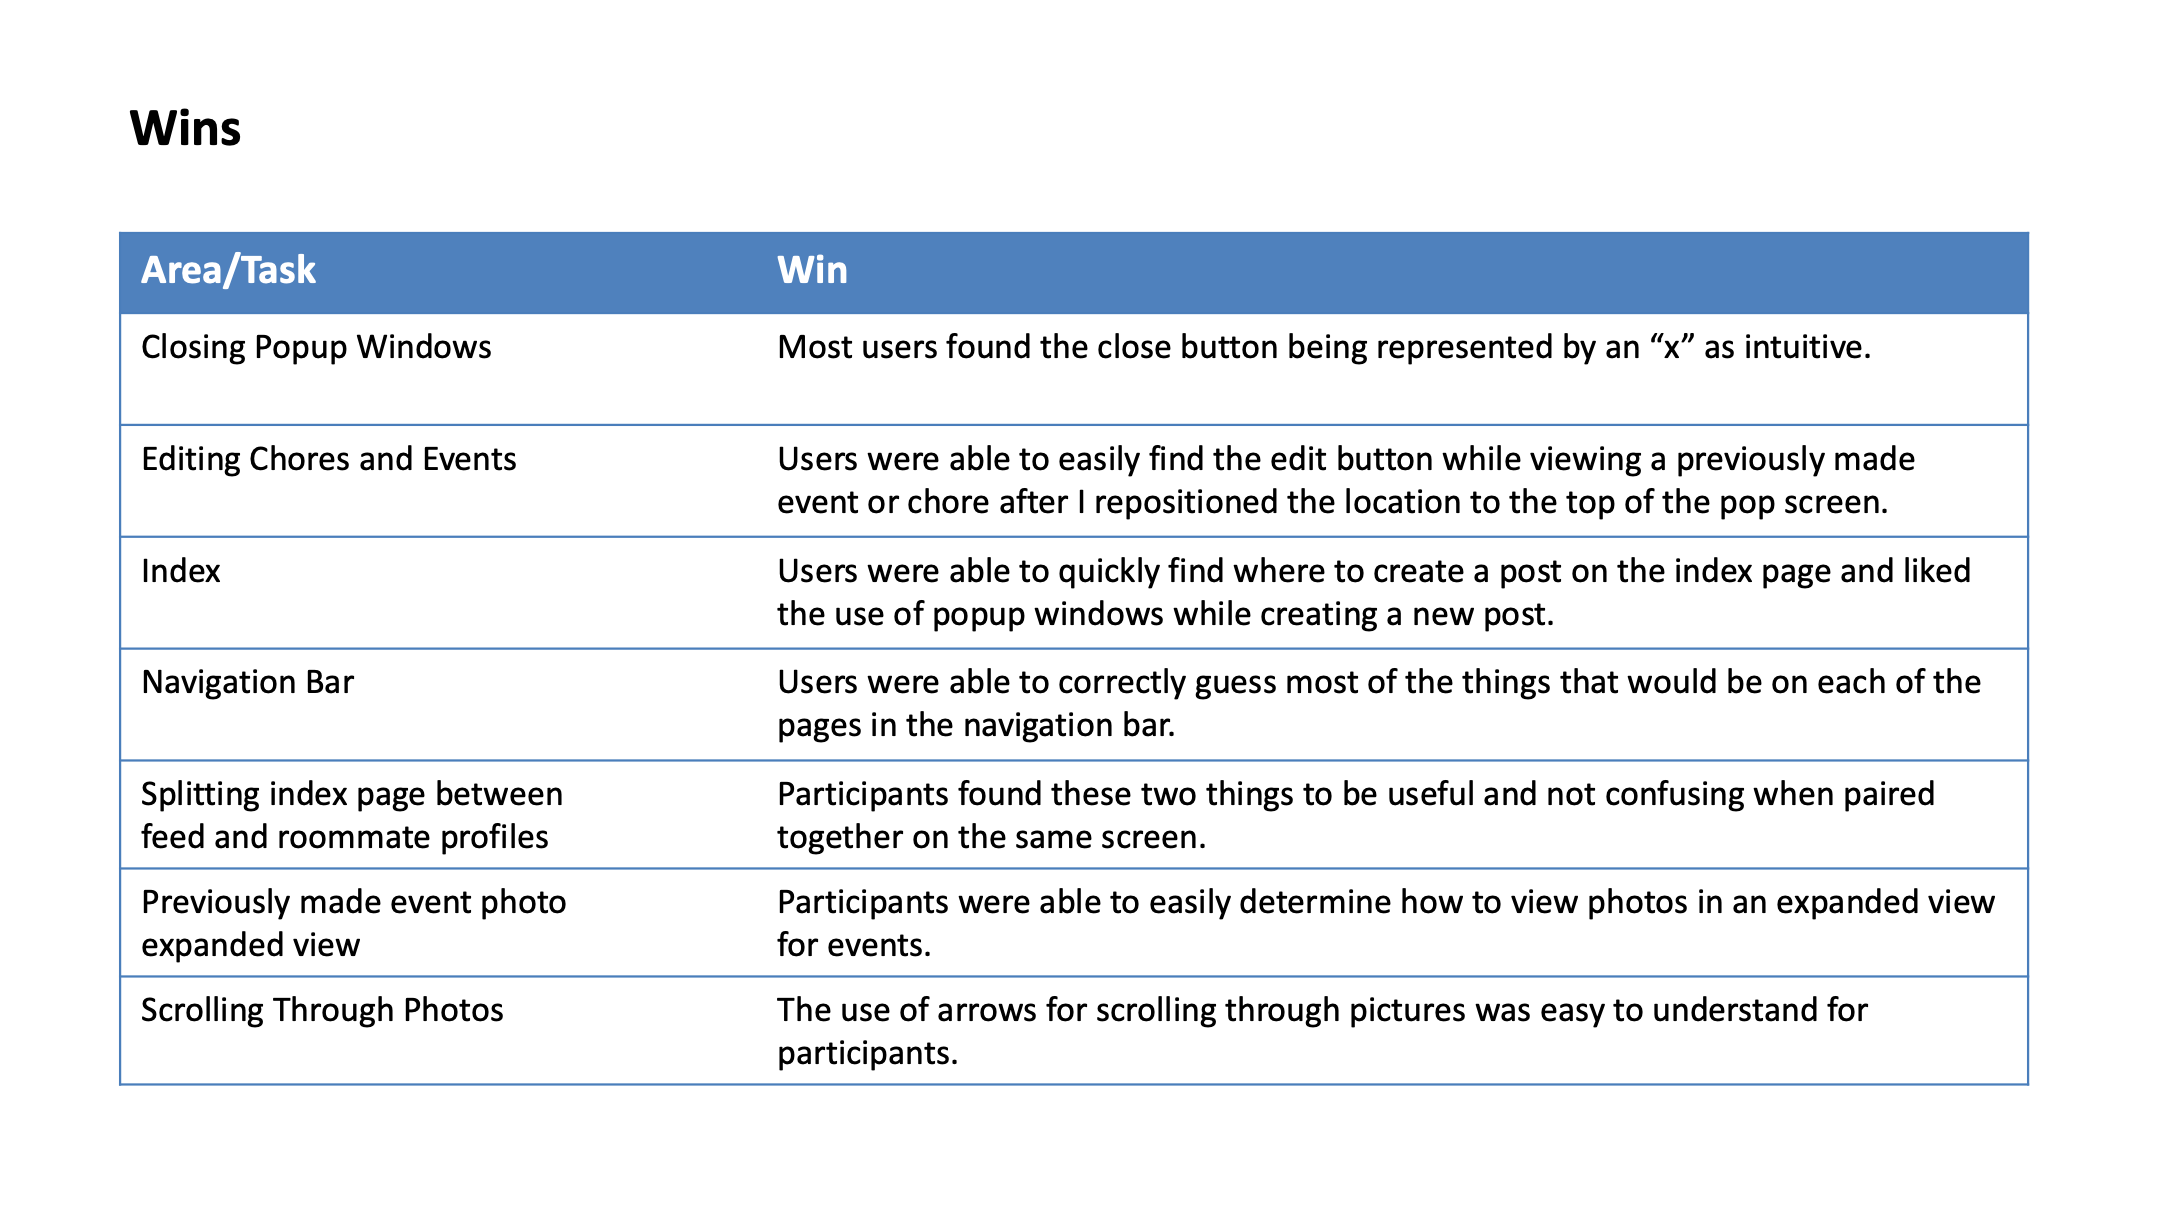 Wins
Area/Task
Win
Closing Popup Windows
Most users found the close button being represented by an “x” as intuitive.
Editing Chores and Events
Users were able to easily find the edit button while viewing a previously made
event or chore after I repositioned the location to the top of the pop screen.
Index
Users were able to quickly find where to create a post on the index page and liked
the use of popup windows while creating a new post.
Navigation Bar
Users were able to correctly guess most of the things that would be on each of the
pages in the navigation bar.
Splitting index page between
feed and roommate profiles
Participants found these two things to be useful and not confusing when paired
together on the same screen.
Previously made event photo
expanded view
Participants were able to easily determine how to view photos in an expanded view
for events.
Scrolling Through Photos
The use of arrows for scrolling through pictures was easy to understand for
participants.